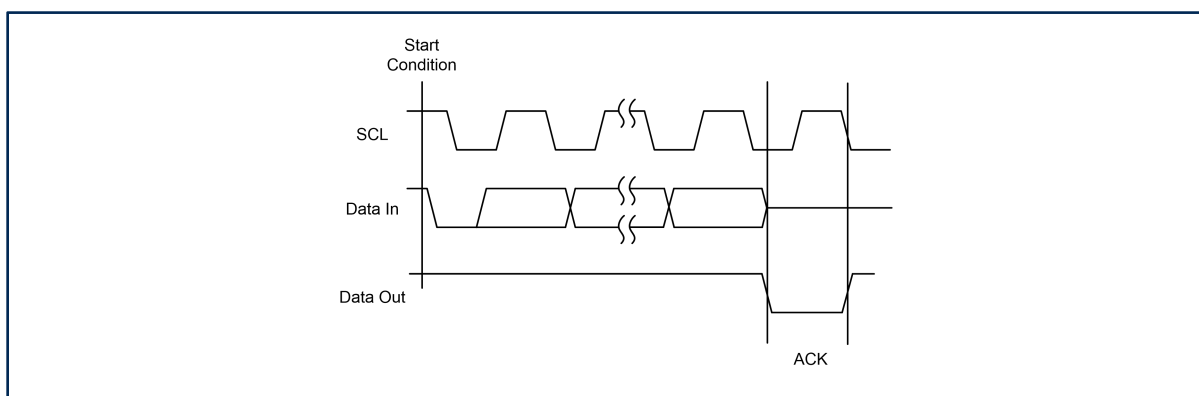 Start
Condition
SCL
Data In
Data Out
ACK